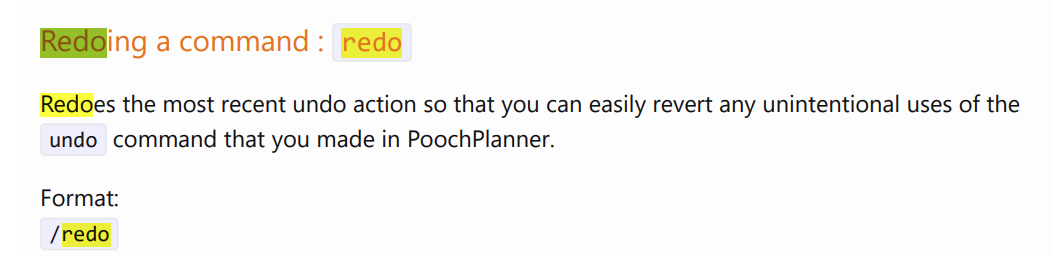 Redoing a command : redo
Redoes the most recent undo action so that you can easily revert any unintentional uses of the
undo command that you made in PoochPlanner.
Format:
/redo